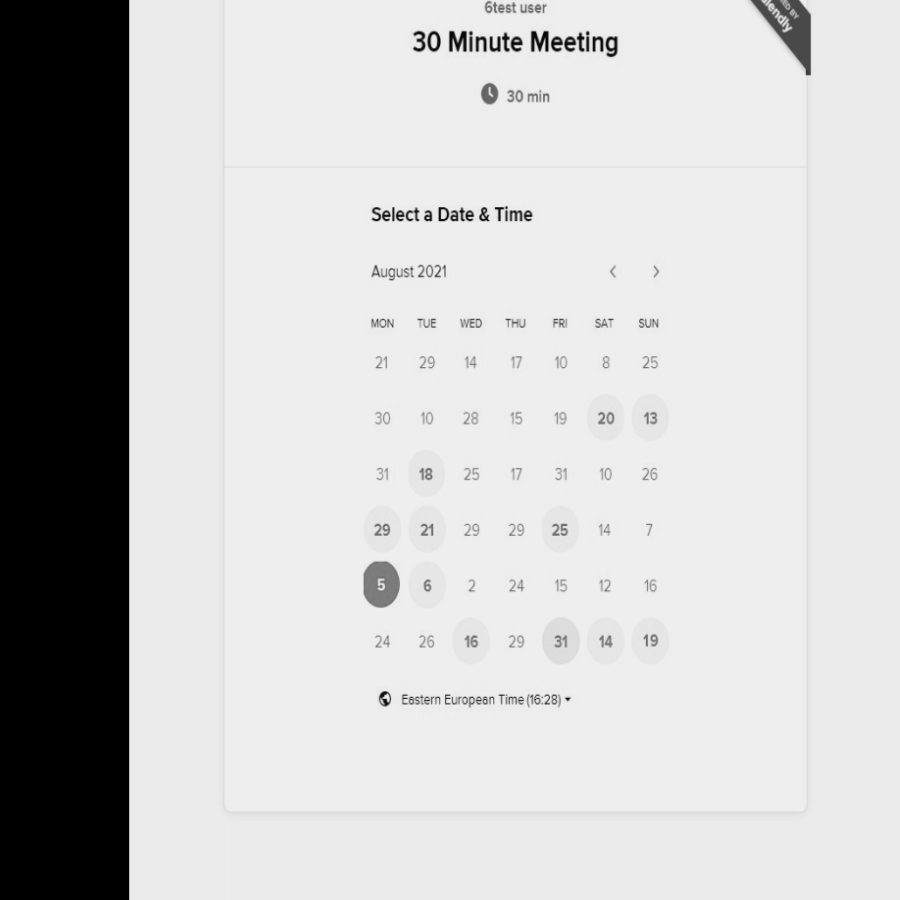 6test user
30 Minute Meeting
30 min
Select a Date & Time
August 2021
MON TUE WED THU FRI SAT SUN
21 29 14 17 10 8 25
30 10 28 15 19 20 13
31 18 25 17 31 10 26
29 21 29 29 25 14 7
5 6 2 24 15 12 16
24 26 16 29 31 14 19
Eastern European Time (16:28)